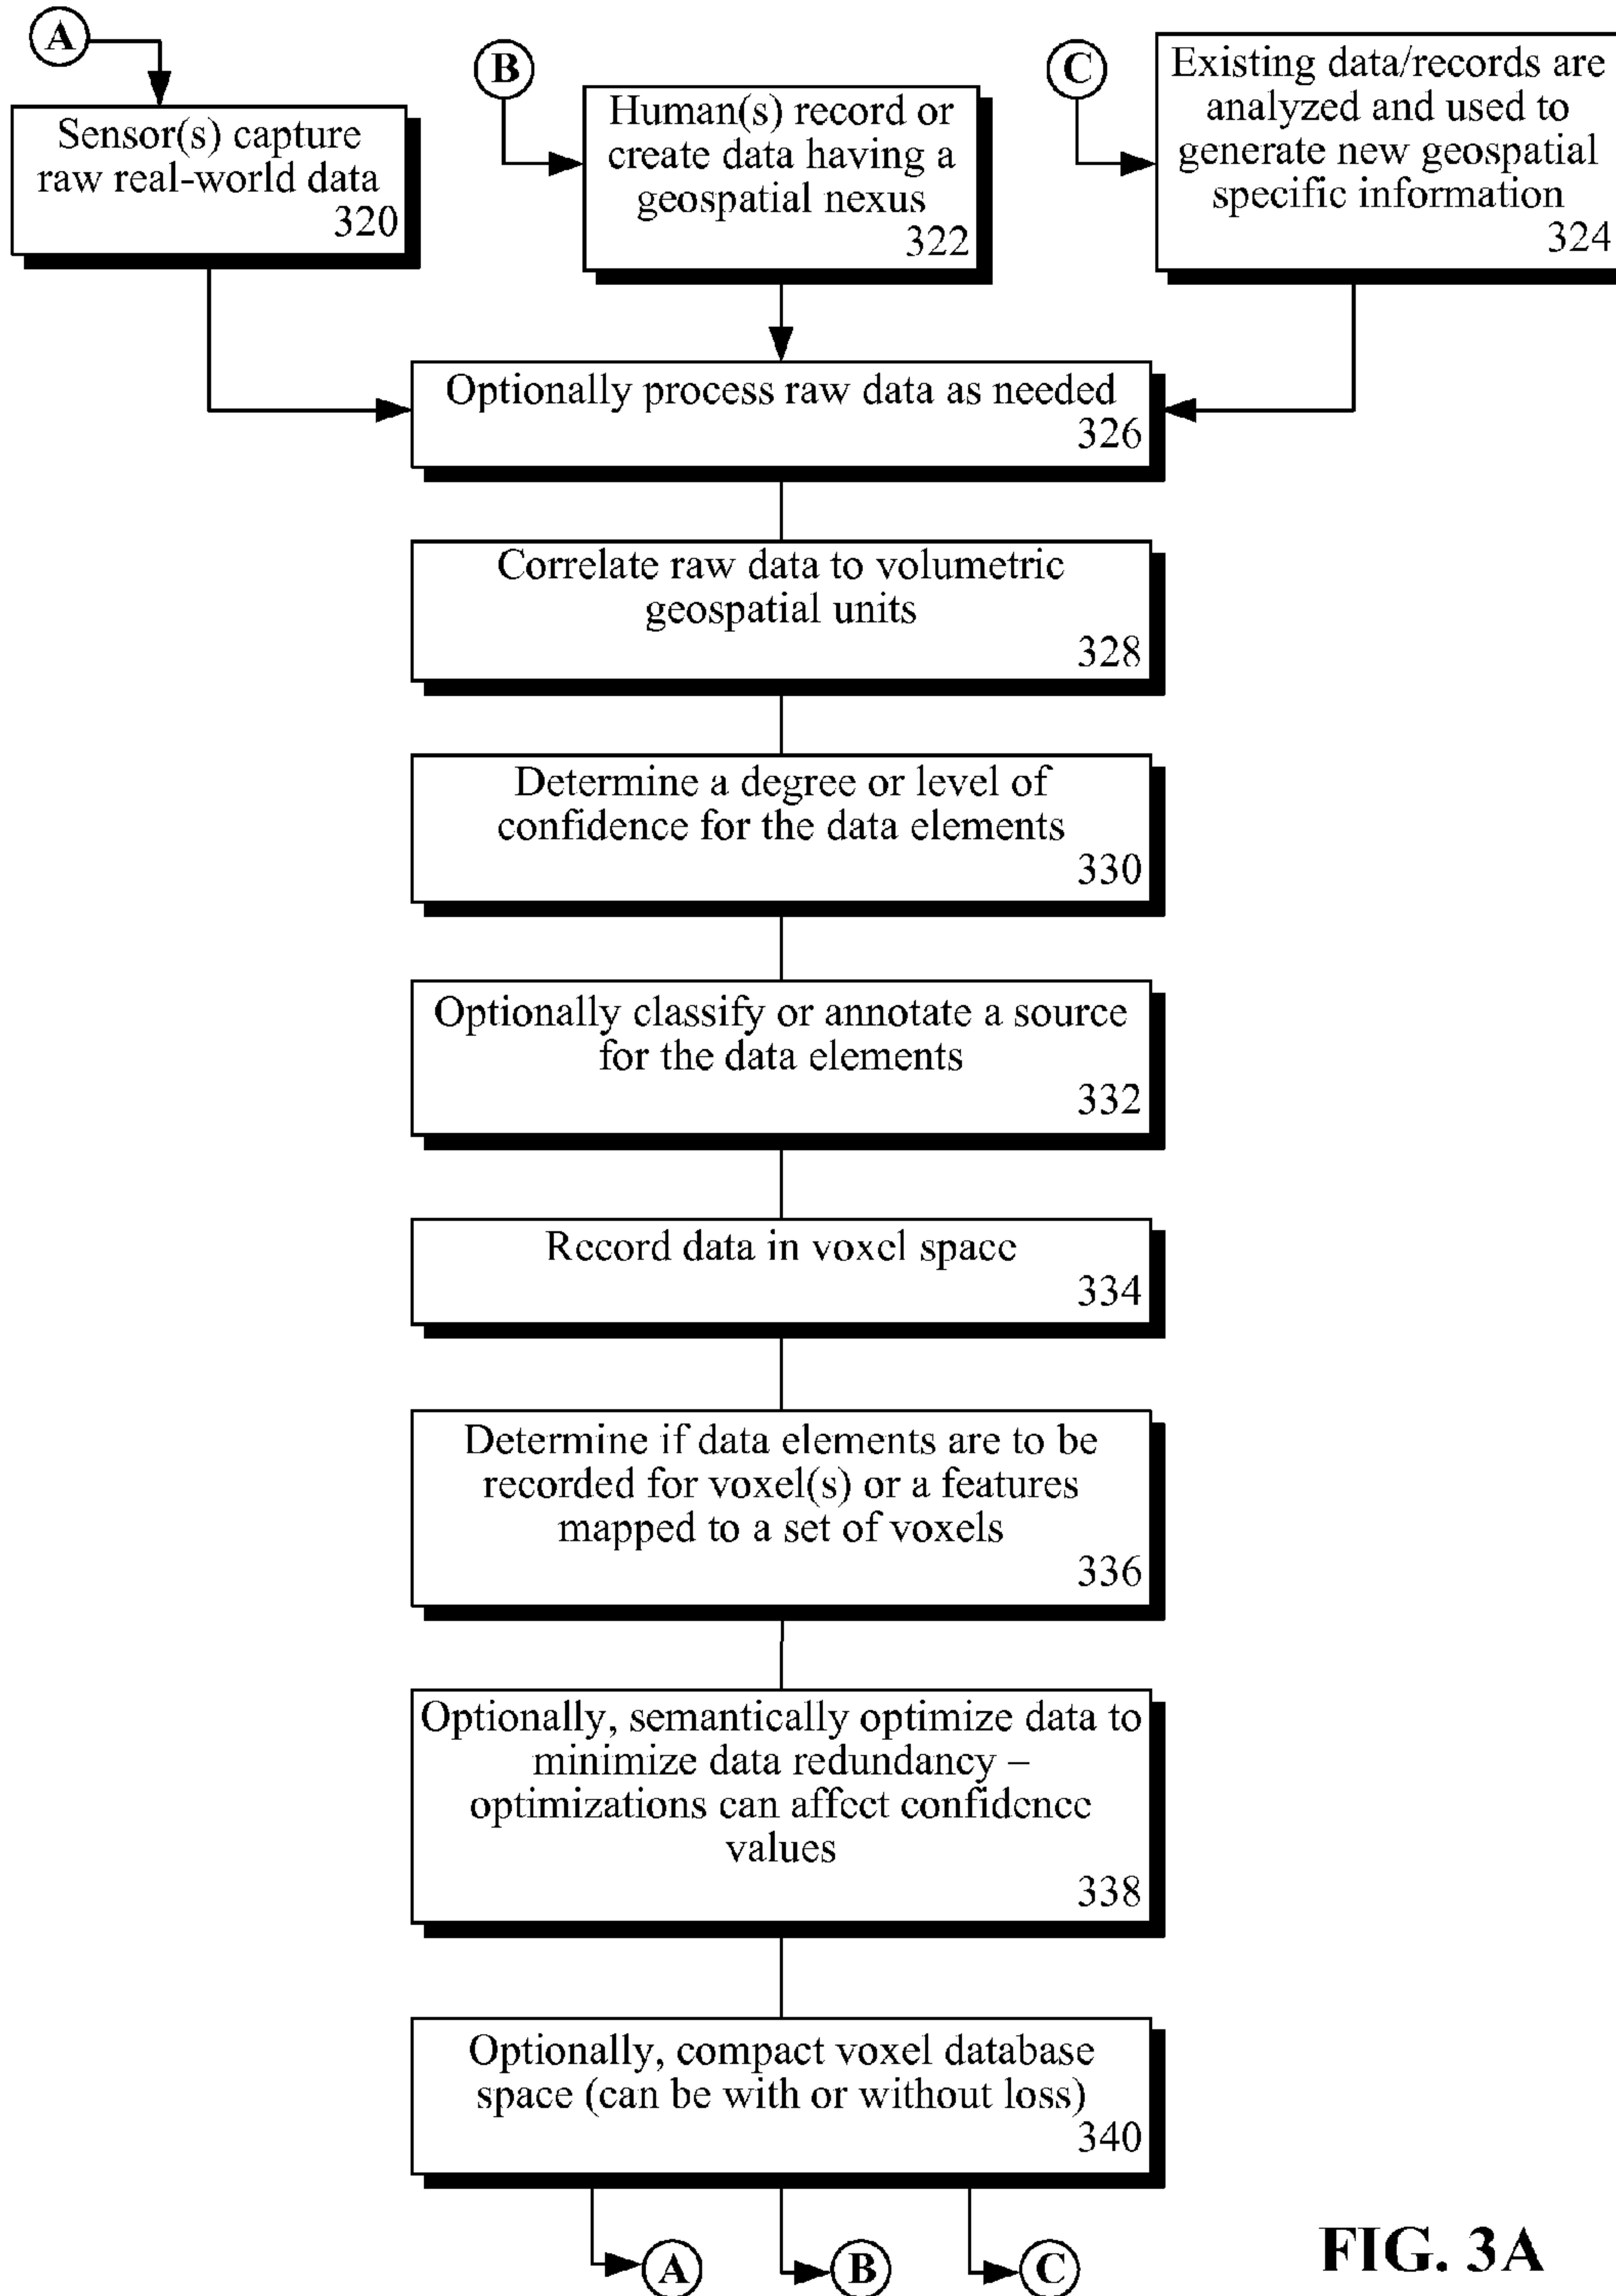 A
B
C
Sensor(s) capture
raw real-world data
320
Human(s) record or
create data having a
geospatial nexus
322
Existing data/records are
analyzed and used to
generate new geospatial
specific information
324
Optionally process raw data as needed
326
Correlate raw data to volumetric
geospatial units
328
Determine a degree or level of
confidence for the data elements
330
Optionally classify or annotate a source
for the data elements
332
Record data in voxel space
334
Determine if data elements are to be
recorded for voxel(s) or a features
mapped to a set of voxels
336
Optionally, semantically optimize data to
minimize data redundancy –
optimizations can affect confidence
values
338
Optionally, compact voxel database
space (can be with or without loss)
340
A
B
C
FIG. 3A